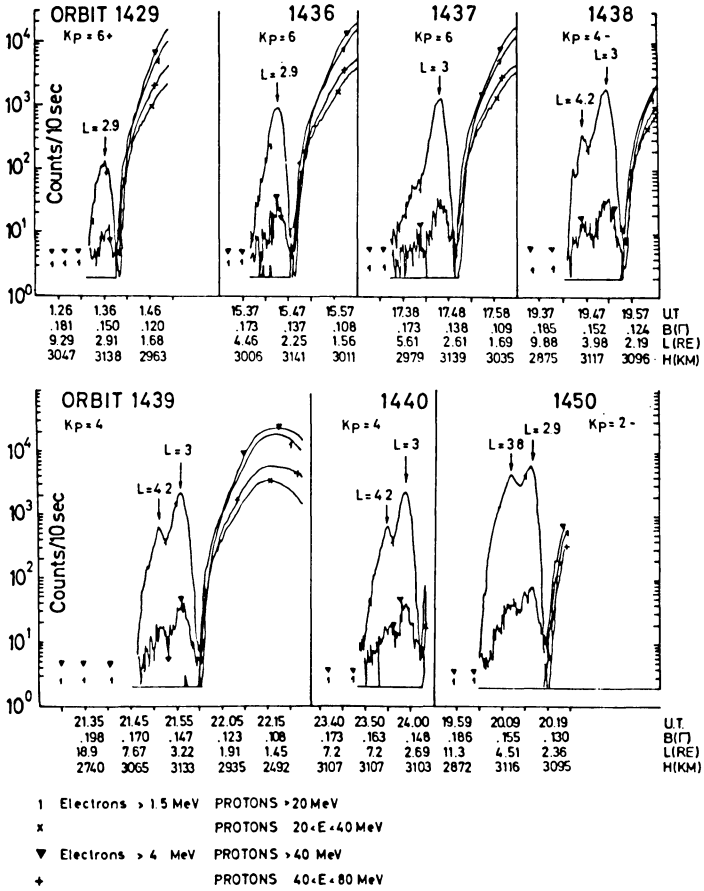 ORBIT 1429 1436 1437 1438
Kp=6+ Kp=6 Kp=6 Kp=4-
L=2.9 L=2.9 L=3 L=4.2 L=3
Counts/10sec
10⁴
10³
10²
10¹
10⁰
1.26 1.36 1.46 15.37 15.47 15.57 17.38 17.48 17.58 19.37 19.47 19.57 U.T
.181 .150 .120 .173 .137 .108 .173 .138 .109 .185 .152 .124 B(Γ)
9.29 2.91 1.68 4.46 2.25 1.56 5.61 2.61 1.69 9.88 3.98 2.19 L(RE)
3047 3138 2963 3006 3141 3011 2979 3139 3035 2875 3117 3096 H(KM)
ORBIT 1439 1440 1450
Kp=4 Kp=4 Kp=2-
L=4.2 L=3 L=4.2 L=3 L=3.8 L=2.9
Counts/10sec
10⁴
10³
10²
10¹
10⁰
21.35 21.45 21.55 22.05 22.15 23.40 23.50 24.00 19.59 20.09 20.19 U.T.
.198 .170 .147 .123 .108 .173 .163 .148 .186 .155 .130 B(Γ)
18.9 7.67 3.22 1.91 1.45 7.2 7.2 2.69 11.3 4.51 2.36 L(RE)
2740 3065 3133 2935 2492 3107 3107 3103 2872 3116 3095 H(KM)
ı Electrons > 1.5 MeV PROTONS >20 MeV
x PROTONS 20<E<40 MeV
▼ Electrons > 4 MeV PROTONS >40 MeV
+ PROTONS 40<E<80 MeV